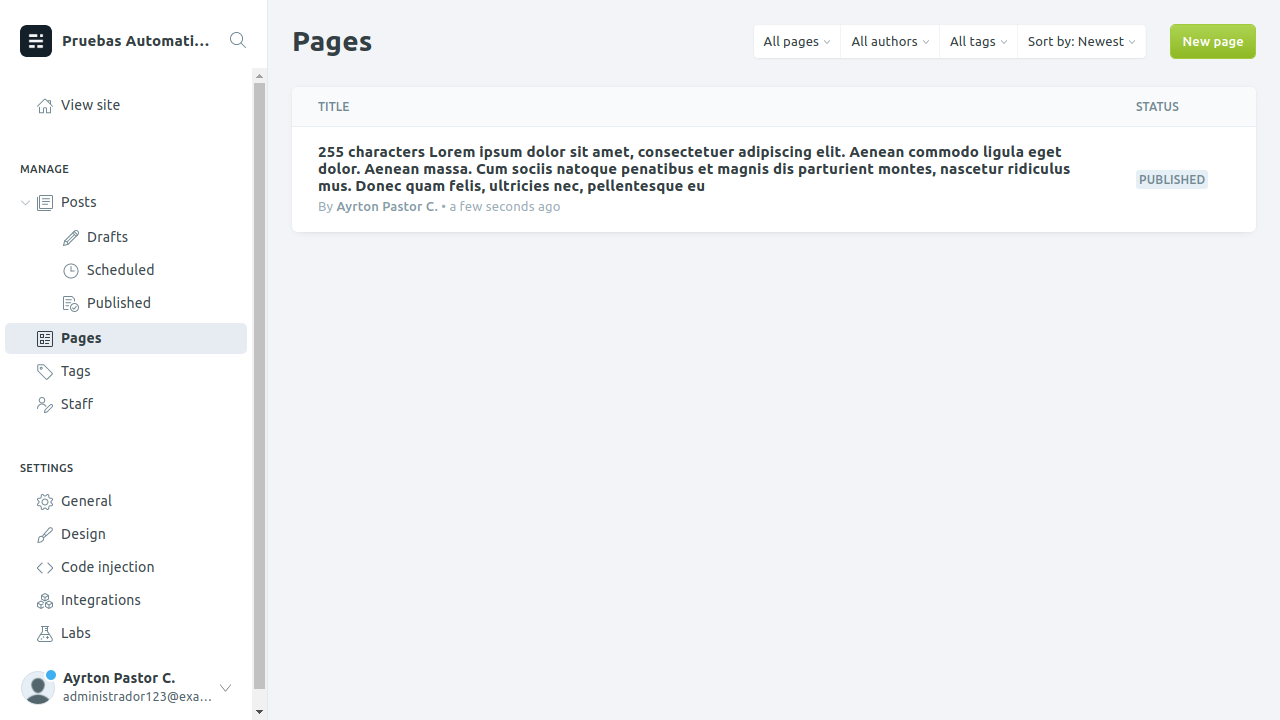 Pruebas Automati...
View site
MANAGE
Posts
Drafts
Scheduled
Published
Pages
Tags
Staff
SETTINGS
General
Design
Code injection
Integrations
Labs
Ayrton Pastor C.
administrador123@exa...
Pages
All pages
All authors
All tags
Sort by: Newest
New page
TITLE
STATUS
255 characters Lorem ipsum dolor sit amet, consectetuer adipiscing elit. Aenean commodo ligula eget
dolor. Aenean massa. Cum sociis natoque penatibus et magnis dis parturient montes, nascetur ridiculus
mus. Donec quam felis, ultricies nec, pellentesque eu
By Ayrton Pastor C. • a few seconds ago
PUBLISHED